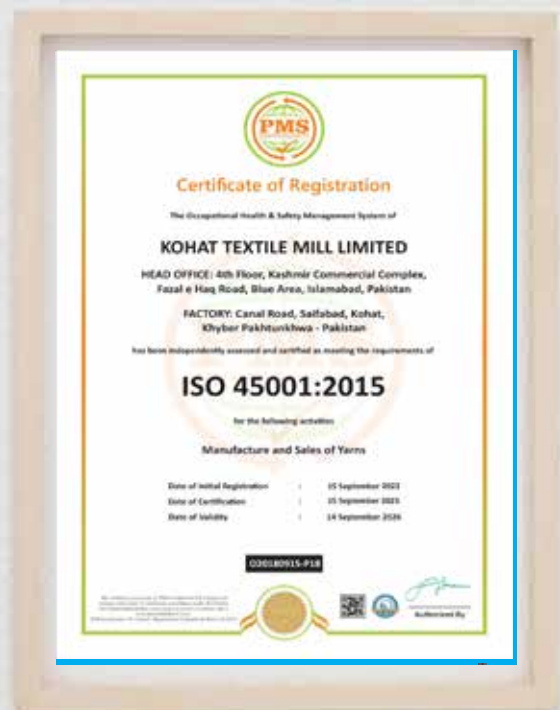 PMS
Certificate of Registration
The Occupational Health & Safety Management System of
KOHAT TEXTILE MILL LIMITED
HEAD OFFICE: 4th Floor, Kashmir Commercial Complex,
Fazal e Haq Road, Blue Area, Islamabad, Pakistan
FACTORY: Canal Road, Saifabad, Kohat,
Khyber Pakhtunkhwa - Pakistan
has been independently assessed and certified as meeting the requirements of
ISO 45001:2015
for the following activities
Manufacture and Sales of Yarns
Date of Initial Registration : 15 September
Date of Certification : 15 September
Date of Validity : 14 September 2026
O20180915-P18
Authorized By